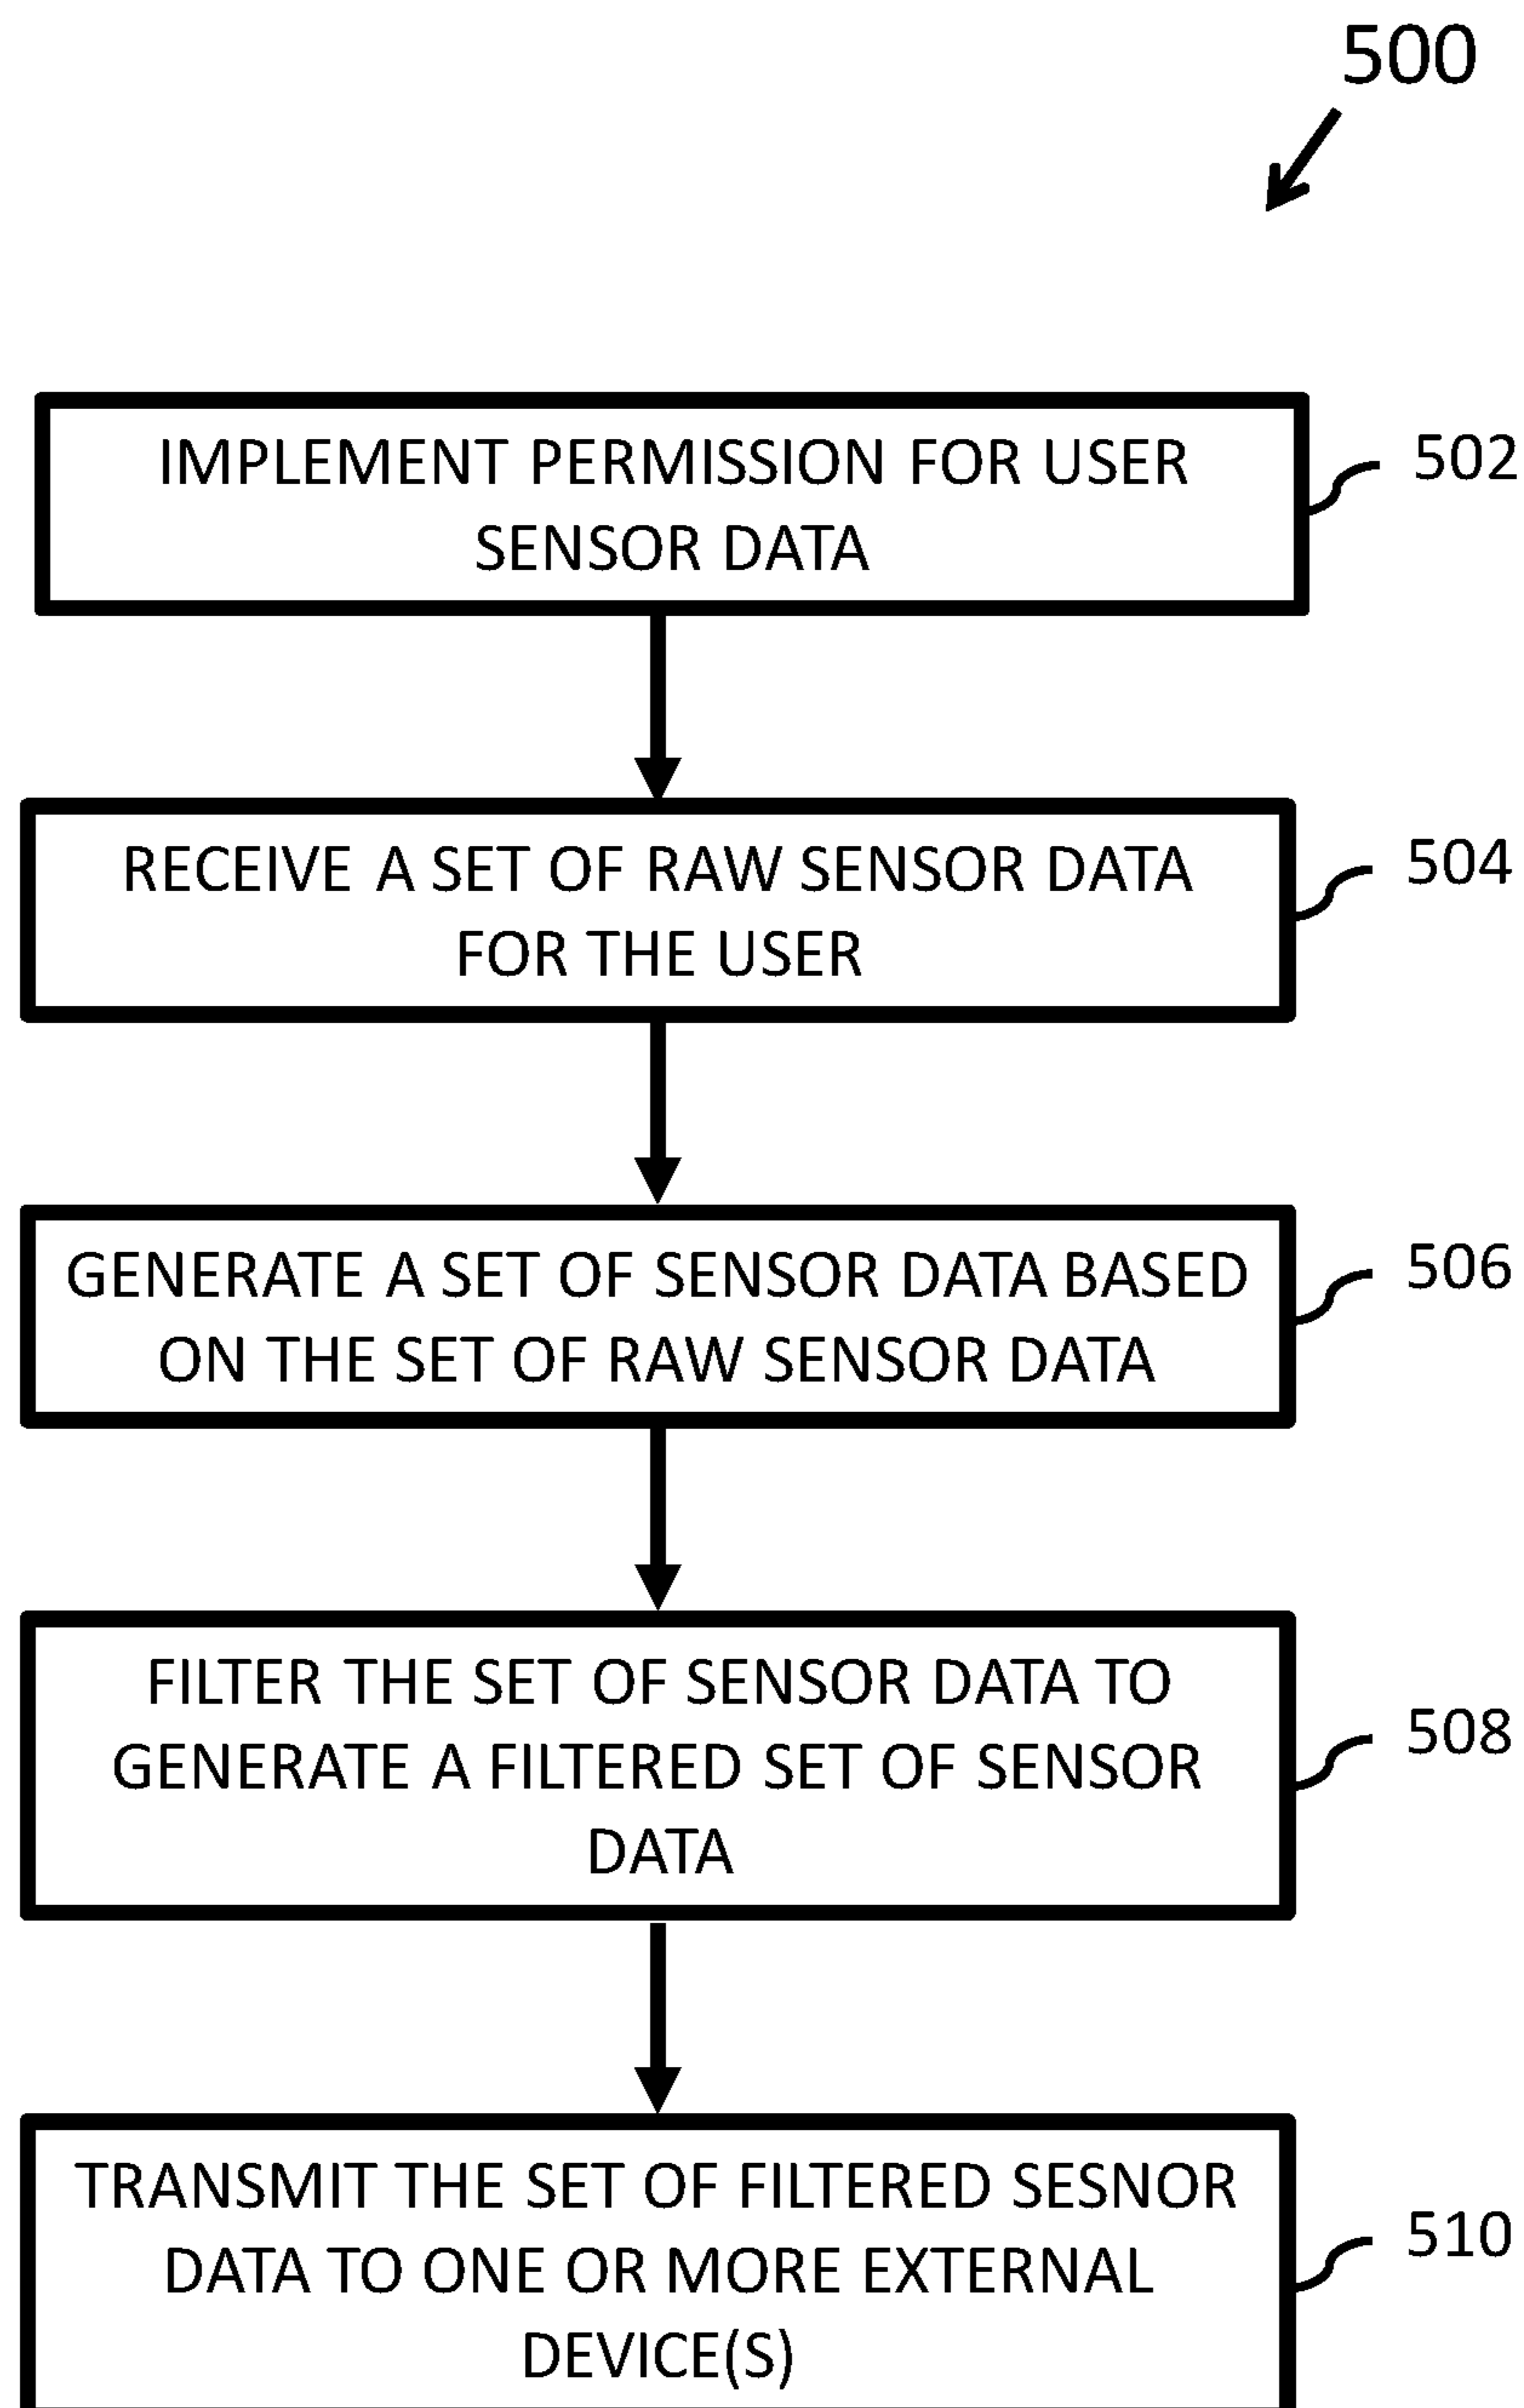 500
IMPLEMENT PERMISSION FOR USER
SENSOR DATA
502
RECEIVE A SET OF RAW SENSOR DATA
FOR THE USER
504
GENERATE A SET OF SENSOR DATA BASED
ON THE SET OF RAW SENSOR DATA
506
FILTER THE SET OF SENSOR DATA TO
GENERATE A FILTERED SET OF SENSOR
DATA
508
TRANSMIT THE SET OF FILTERED SESNOR
DATA TO ONE OR MORE EXTERNAL
DEVICE(S)
510